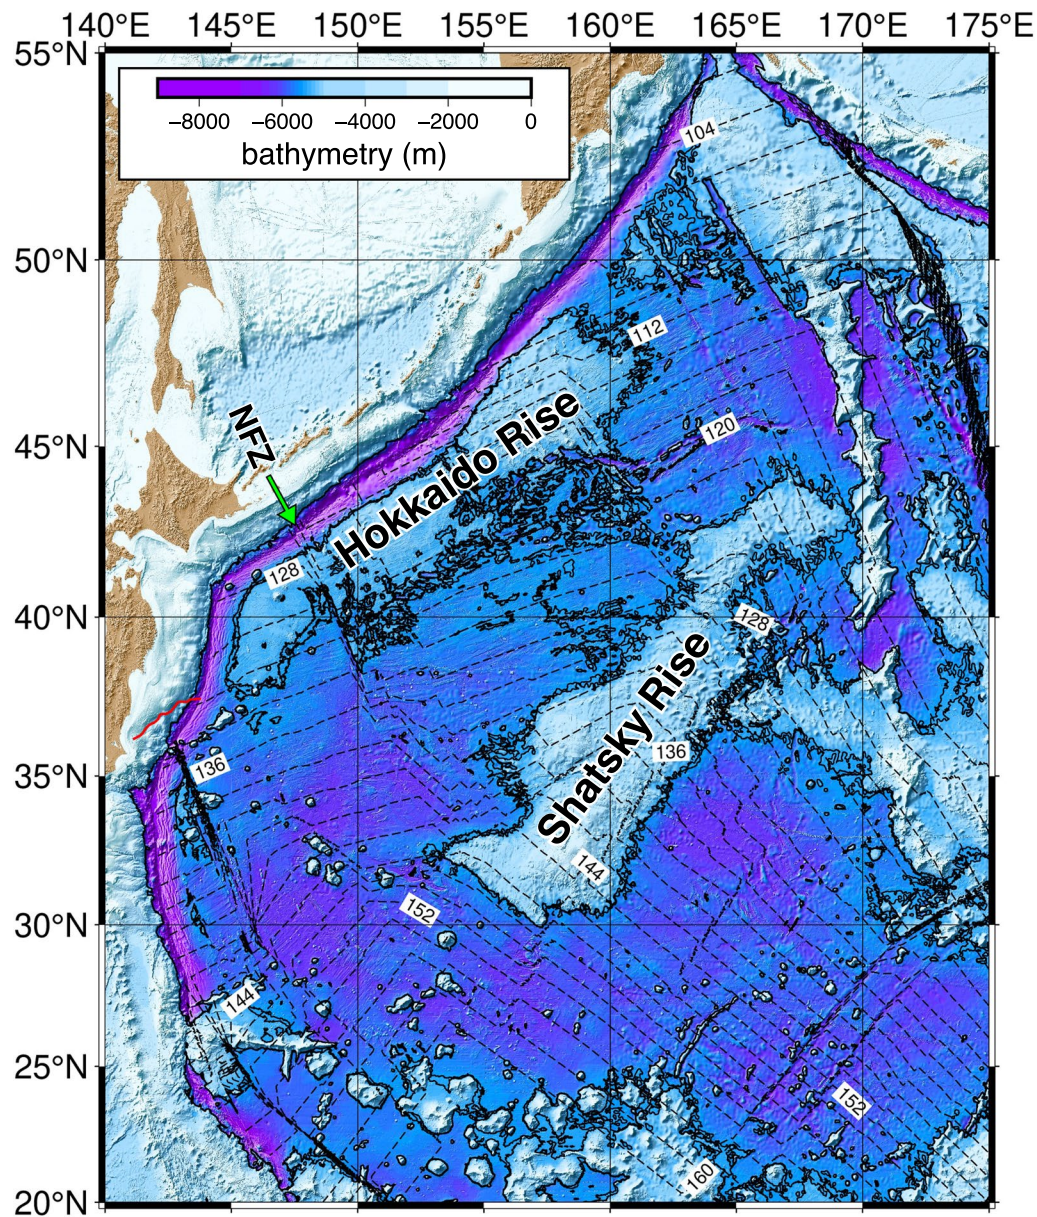 140°E 145°E 150°E 155°E 160°E 165°E 170°E 175°E
55°N
−8000 −6000 −4000 −2000 0
bathymetry (m)
104
50°N
112
NFZ
Hokkaido Rise
120
45°N
128
40°N
128
Shatsky Rise
136
136
35°N
144
152
30°N
144
25°N
152
160
20°N